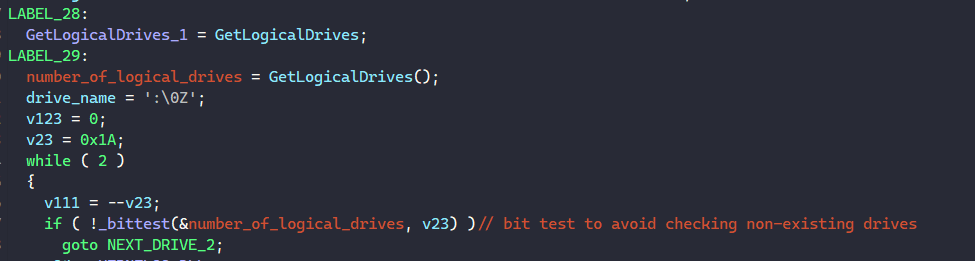 LABEL_28:
GetLogicalDrives_1 = GetLogicalDrives;
LABEL_29:
number_of_logical_drives = GetLogicalDrives();
drive_name = ':\0Z';
v123 = 0;
v23 = 0x1A;
while ( 2 )
{
v111 = --v23;
if ( !_bittest(&number_of_logical_drives, v23) )// bit test to avoid checking non-existing drives
goto NEXT_DRIVE_2;